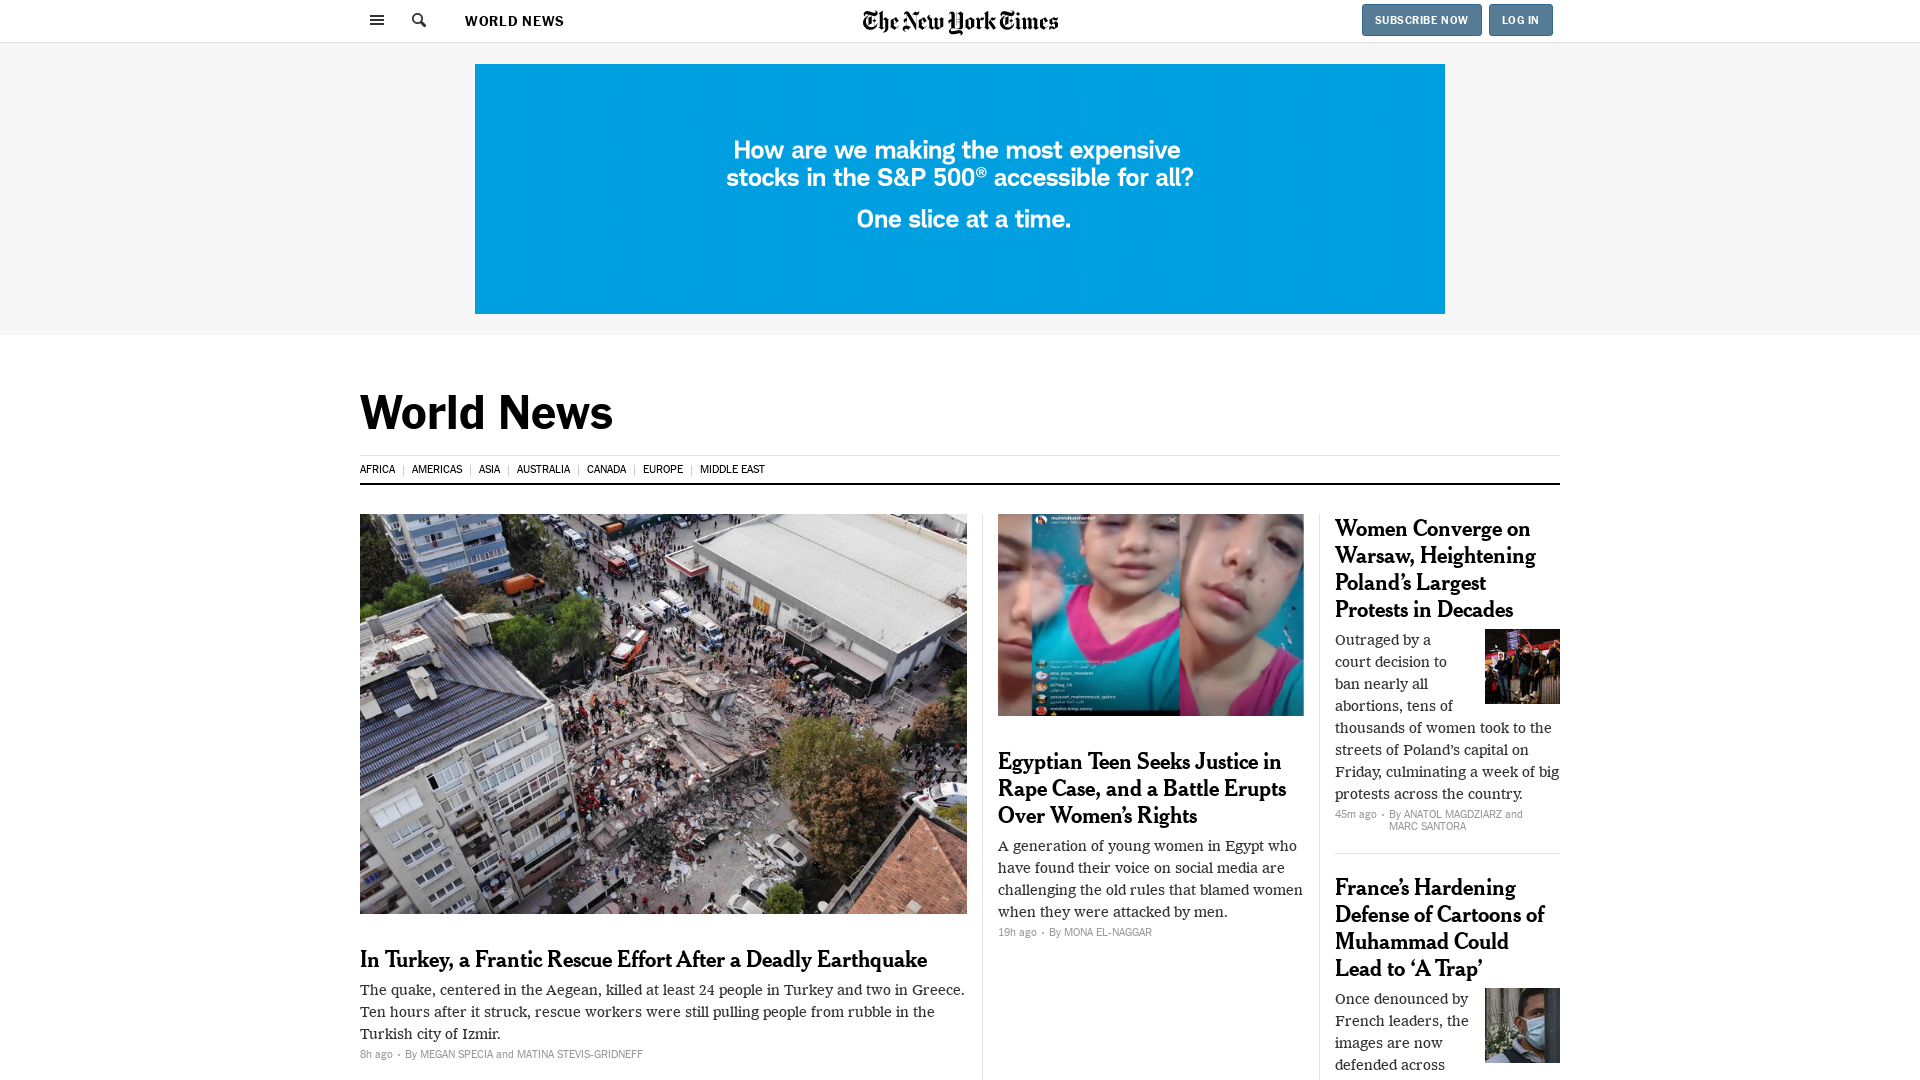 WORLD NEWS
The New York Times
SUBSCRIBE NOW
LOG IN
How are we making the most expensive
stocks in the S&P 500® accessible for all?
One slice at a time.
World News
AFRICA
AMERICAS
ASIA
AUSTRALIA
CANADA
EUROPE
MIDDLE EAST
In Turkey, a Frantic Rescue Effort After a Deadly Earthquake
The quake, centered in the Aegean, killed at least 24 people in Turkey and two in Greece.
Ten hours after it struck, rescue workers were still pulling people from rubble in the
Turkish city of Izmir.
8h ago • By MEGAN SPECIA and MATINA STEVIS-GRIDNEFF
Egyptian Teen Seeks Justice in
Rape Case, and a Battle Erupts
Over Women’s Rights
A generation of young women in Egypt who
have found their voice on social media are
challenging the old rules that blamed women
when they were attacked by men.
19h ago • By MONA EL-NAGGAR
Women Converge on
Warsaw, Heightening
Poland’s Largest
Protests in Decades
Outraged by a
court decision to
ban nearly all
abortions, tens of
thousands of women took to the
streets of Poland’s capital on
Friday, culminating a week of big
protests across the country.
45m ago • By ANATOL MAGDZIARZ and
MARC SANTORA
France’s Hardening
Defense of Cartoons of
Muhammad Could
Lead to ‘A Trap’
Once denounced by
French leaders, the
images are now
defended across